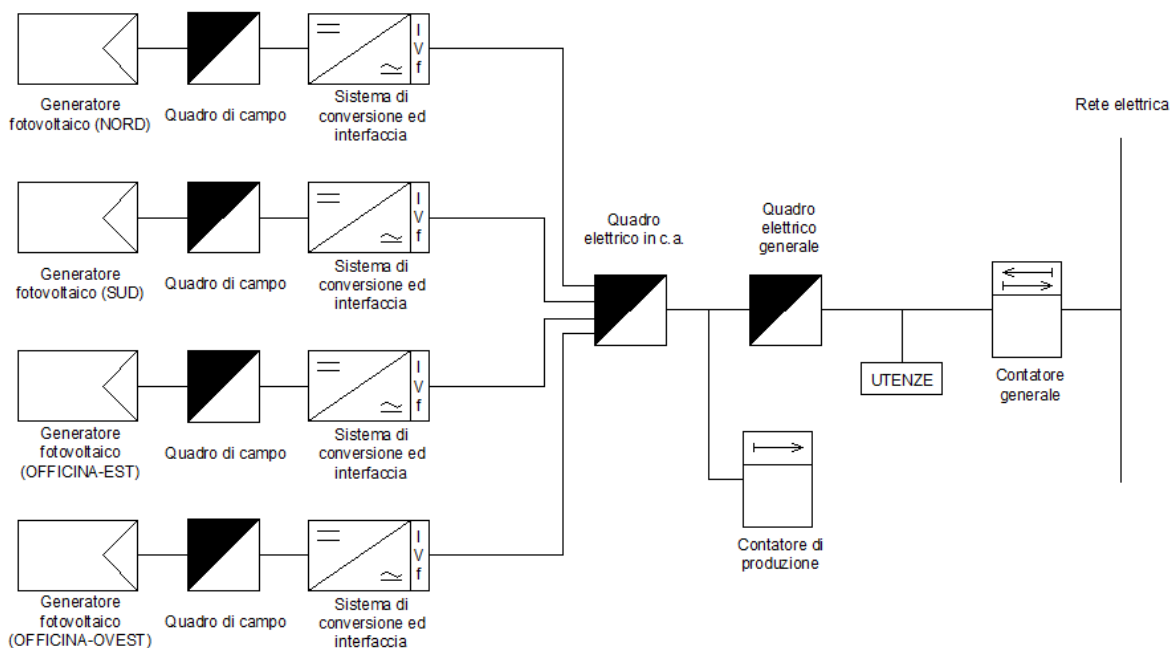 I
V
f
Generatore
fotovoltaico (NORD)
Quadro di campo
Sistema di
conversione ed
interfaccia
Rete elettrica
I
V
f
Generatore
fotovoltaico (SUD)
Quadro di campo
Sistema di
conversione ed
interfaccia
Quadro
elettrico in c.a.
Quadro
elettrico
generale
I
V
f
Generatore
fotovoltaico
(OFFICINA-EST)
Quadro di campo
Sistema di
conversione ed
interfaccia
UTENZE
Contatore
generale
I
V
f
Generatore
fotovoltaico
(OFFICINA-OVEST)
Quadro di campo
Sistema di
conversione ed
interfaccia
Contatore di
produzione